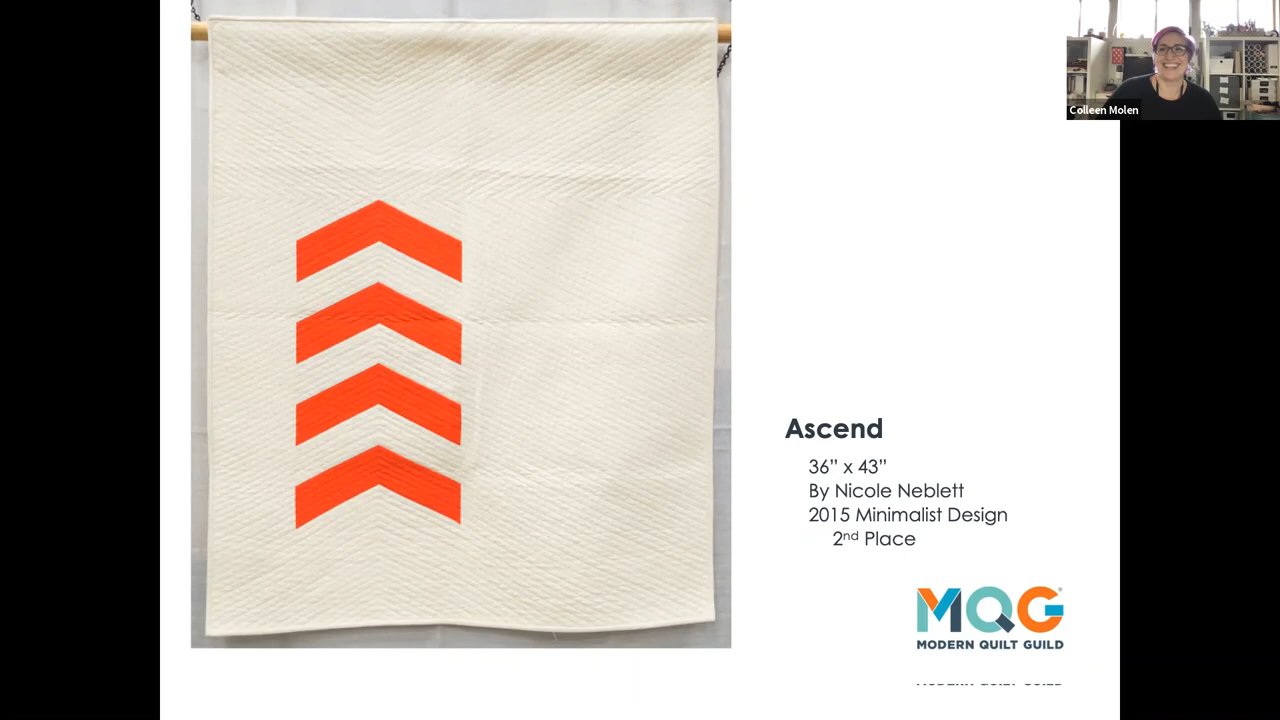 Colleen Molen
Ascend
36” x 43”
By Nicole Neblett
2015 Minimalist Design
2nd Place
MQG
MODERN QUILT GUILD